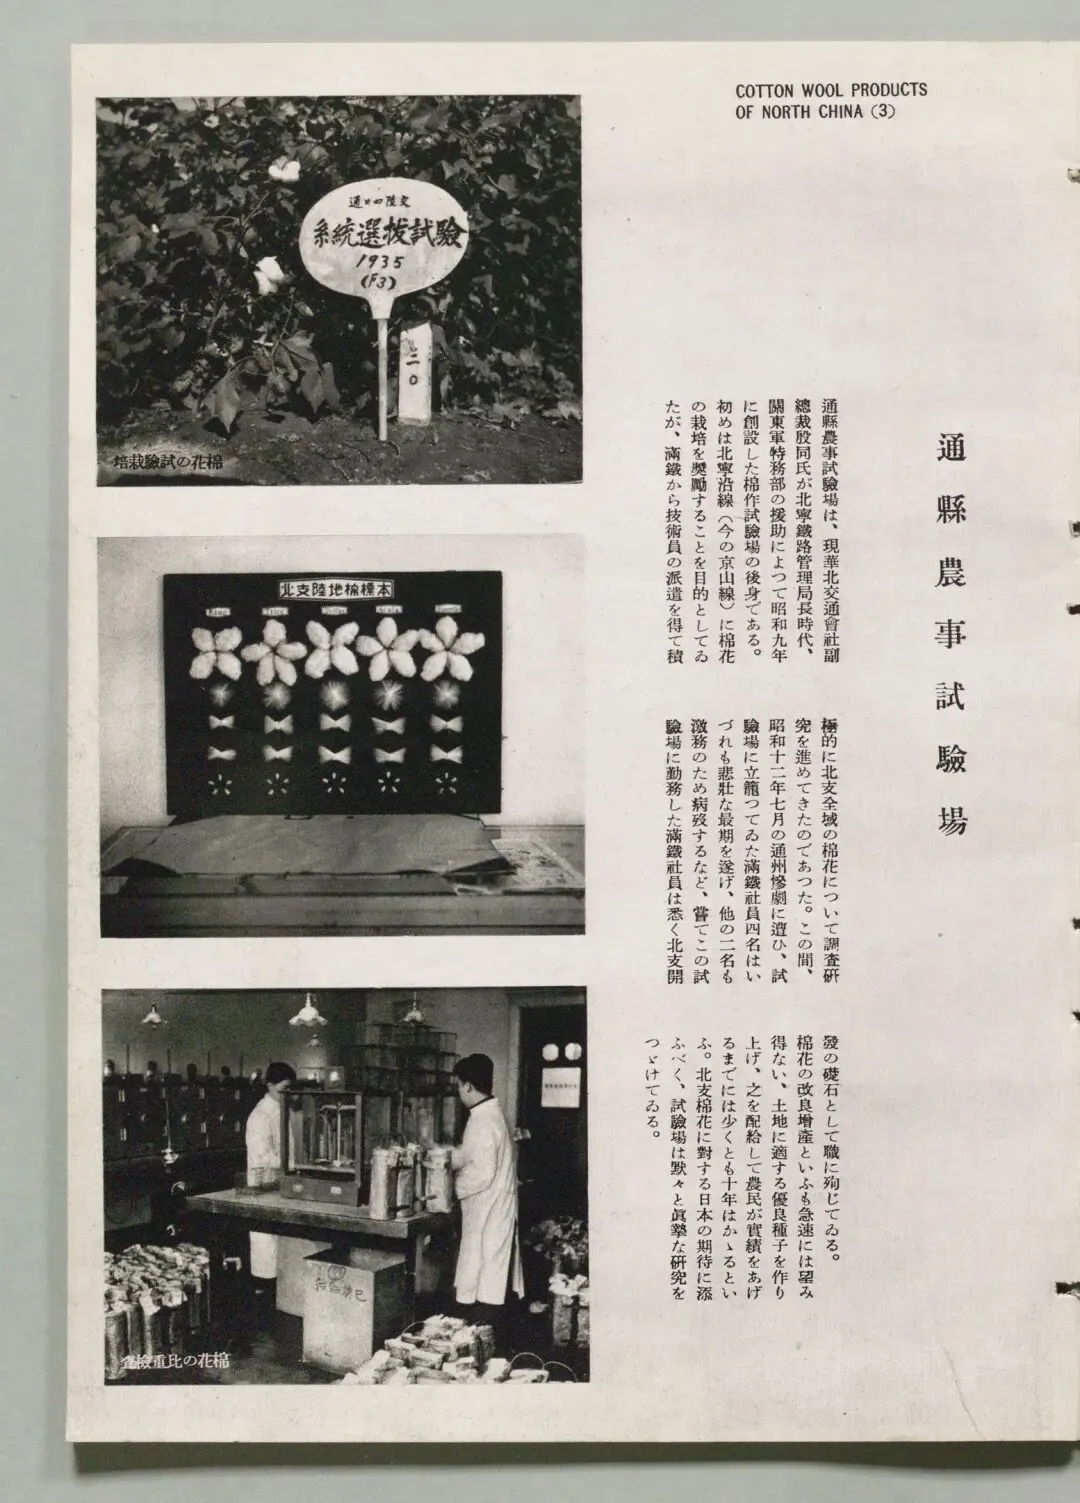 COTTON WOOL PRODUCTS
OF NORTH CHINA (3)
通縣農事試驗場
通縣農事試驗場は、現華北交通會社副
總裁殷同氏が北寧鐵路管理局長時代、
關東軍特務部の援助によつて昭和九年
に創設した棉作試驗場の後身である。
初めは北寧沿線（今の京山線）に棉花
の栽培を奬勵することを目的としてゐ
たが、滿鐵から技術員の派遣を得て積
極的に北支全域の棉花について調査硏
究を進めてきたのであつた。この間、
昭和十二年七月の通州慘劇に遭ひ、試
驗場に立籠つてゐた滿鐵社員四名はい
づれも悲壯な最期を遂げ、他の二名も
激務のため病歿するなど、嘗てこの試
驗場に勤務した滿鐵社員は悉く北支開
發の礎石として職に殉じてゐる。
棉花の改良增產といふも急速には望み
得ない、土地に適する優良種子を作り
上げ、之を配給して農民が實績をあげ
るまでには少くとも十年はかゝるとい
ふ。北支棉花に對する日本の期待に添
ふべく、試驗場は默々と眞摯な硏究を
つゞけてゐる。
系統選拔試驗
1935
(F3)
二〇
培栽驗試の花棉
北支陸地棉標本
査檢重比の花棉